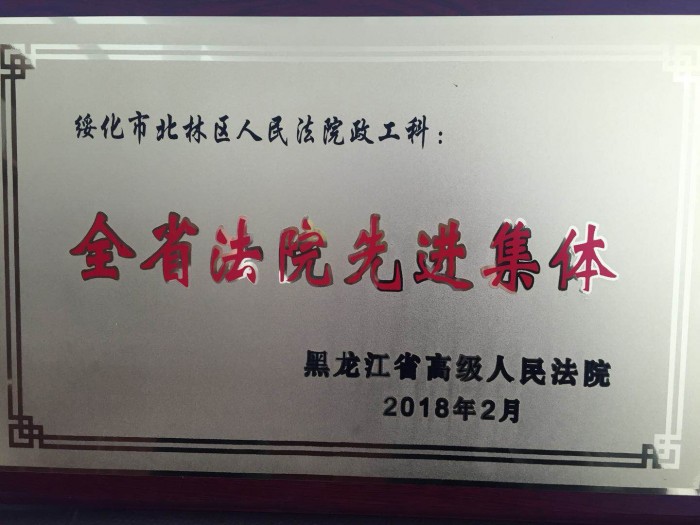 绥化市北林区人民法院政工科：
全省法院先进集体
黑龙江省高级人民法院
2018年2月